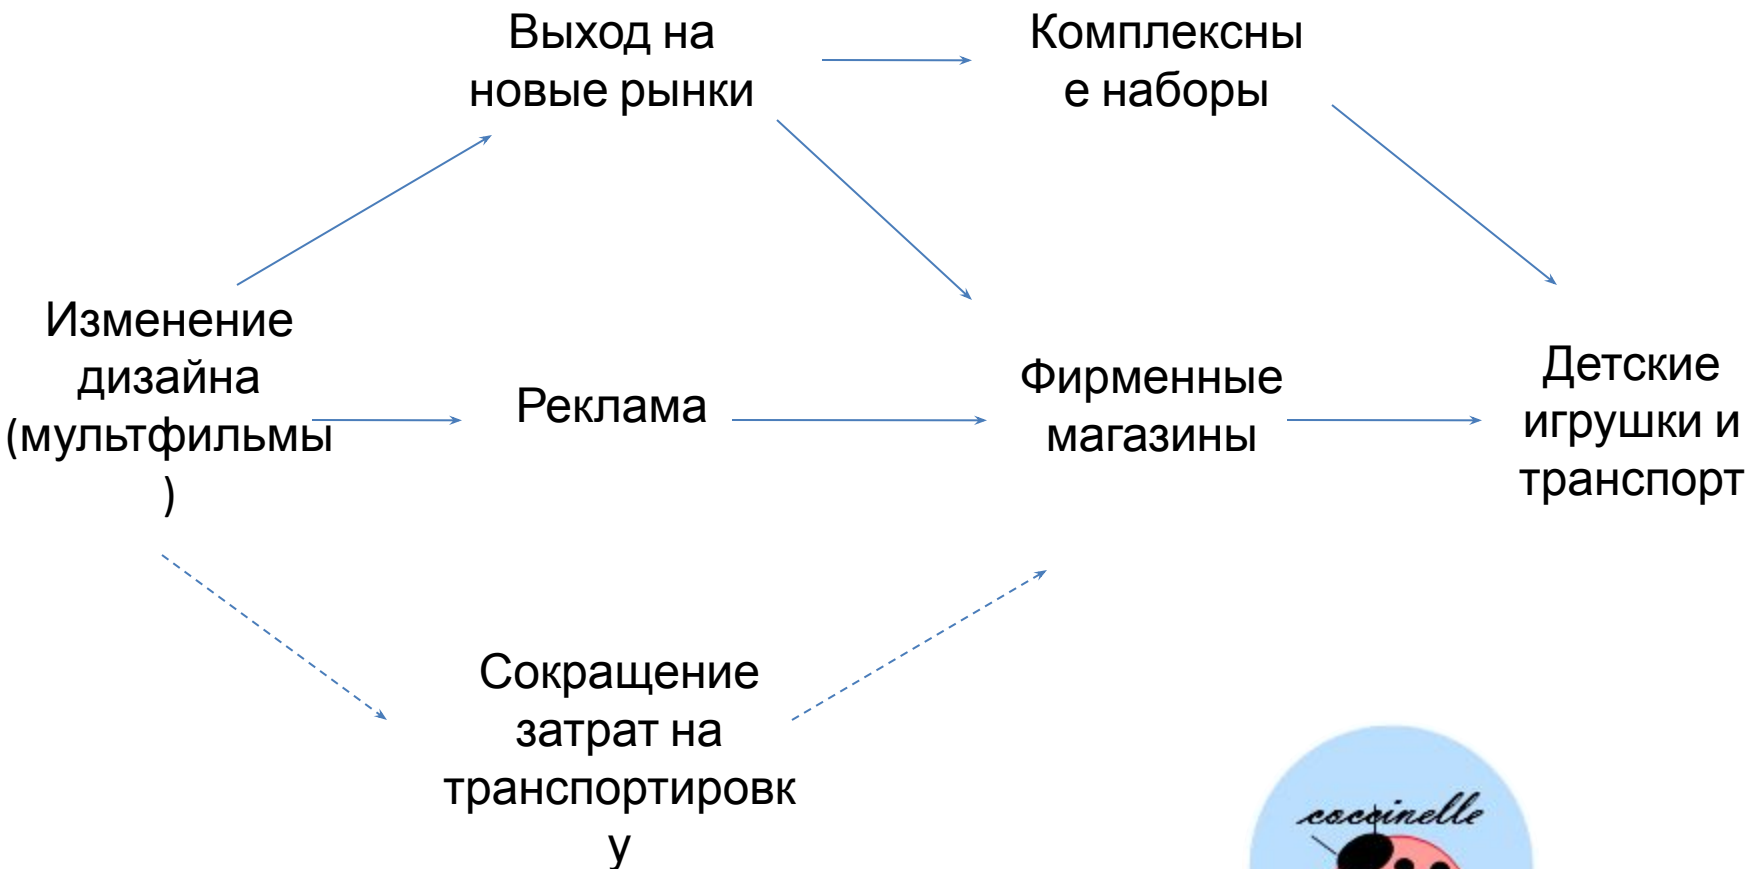 Выход на
новые рынки
Комплексны
е наборы
Изменение
дизайна
(мультфильмы
)
Реклама
Фирменные
магазины
Детские
игрушки и
транспорт
Сокращение
затрат на
транспортировк
у
coccinelle